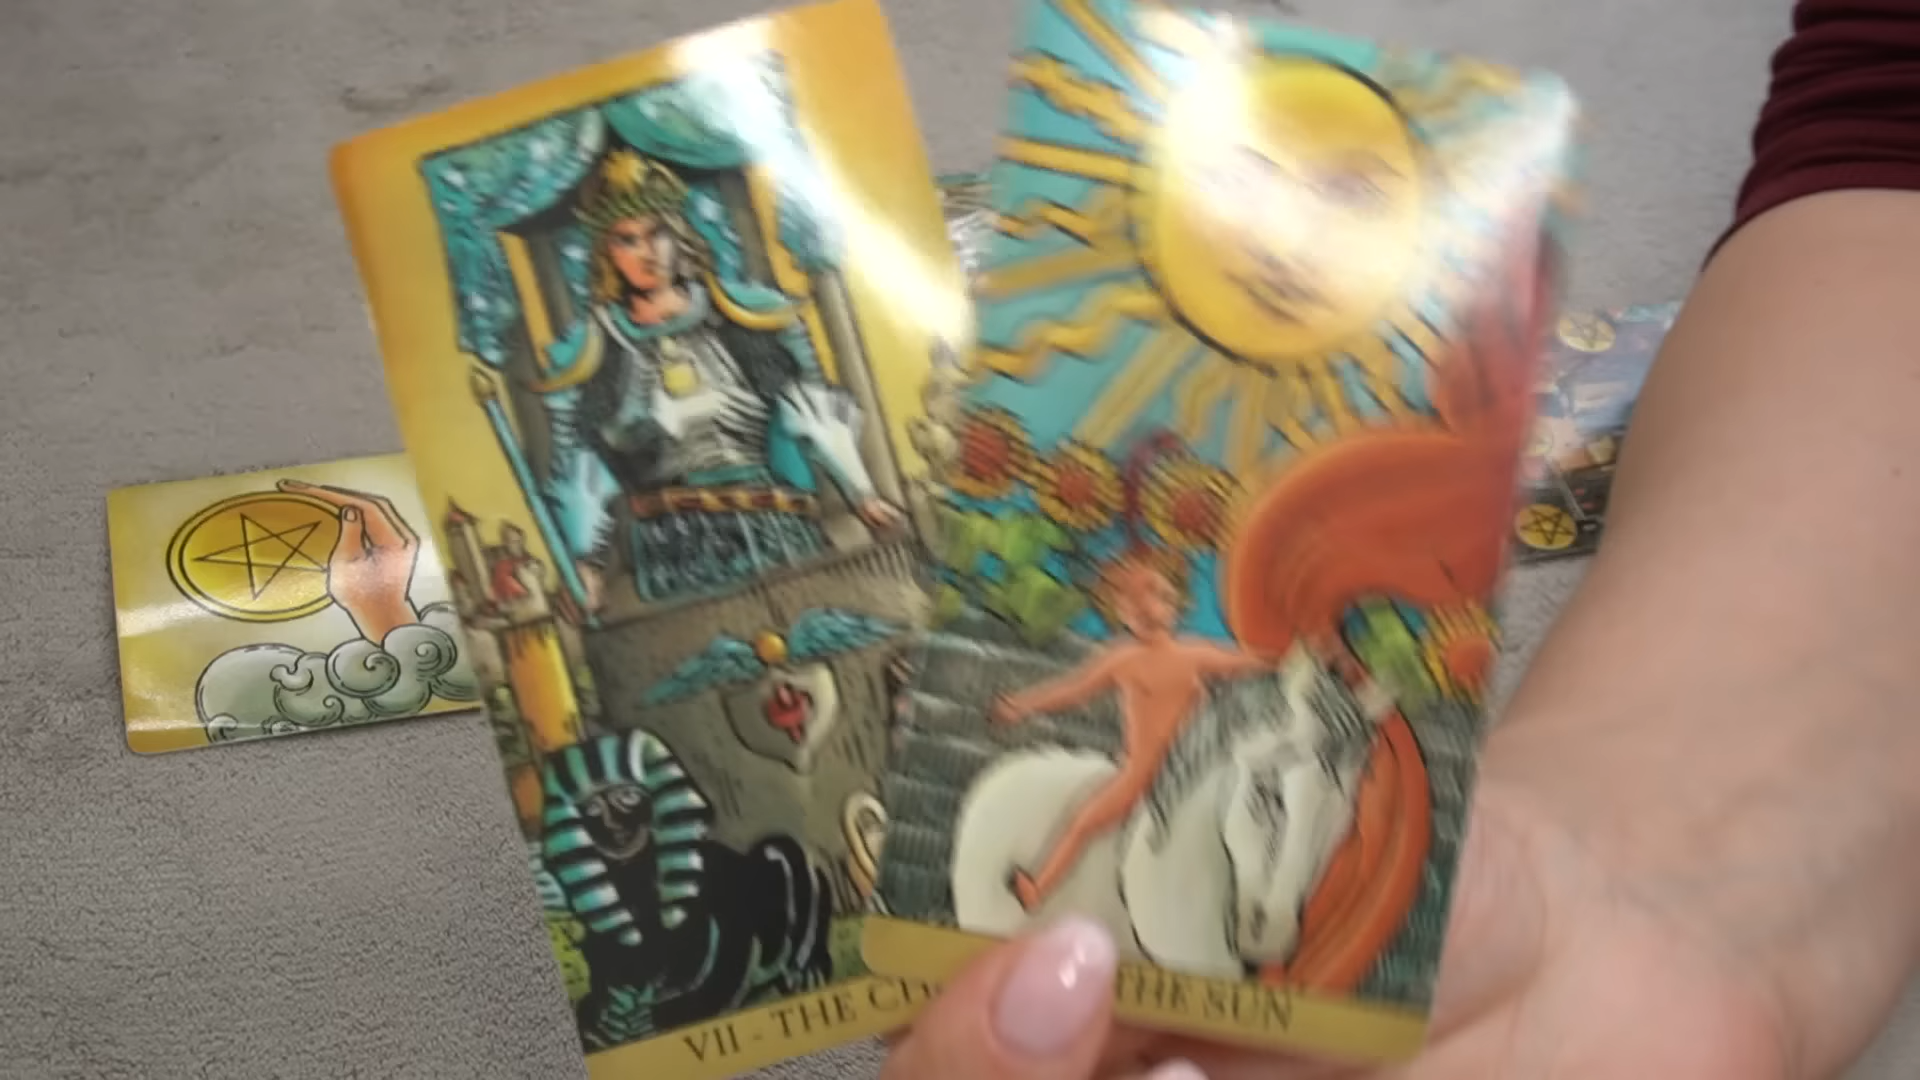 VII - THE Ch
THE SUN